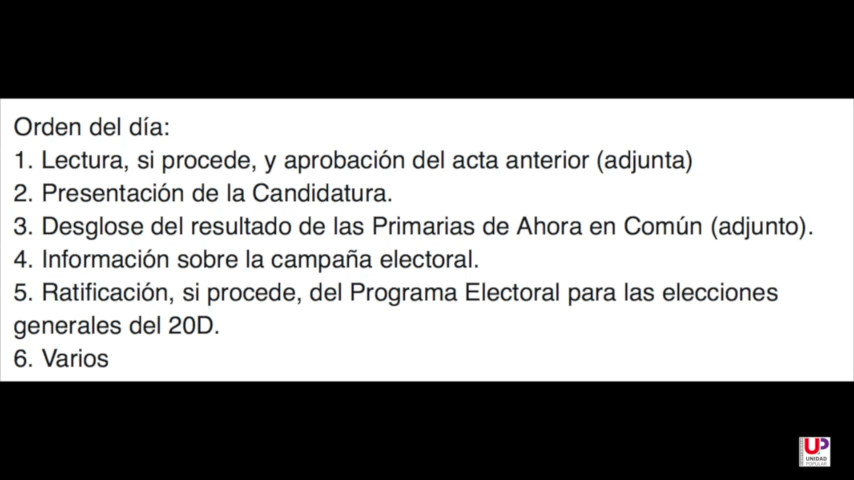 Orden del día:
1. Lectura, si procede, y aprobación del acta anterior (adjunta)
2. Presentación de la Candidatura.
3. Desglose del resultado de las Primarias de Ahora en Común (adjunto).
4. Información sobre la campaña electoral.
5. Ratificación, si procede, del Programa Electoral para las elecciones
generales del 20D.
6. Varios
UP
UNIDAD
POPULAR